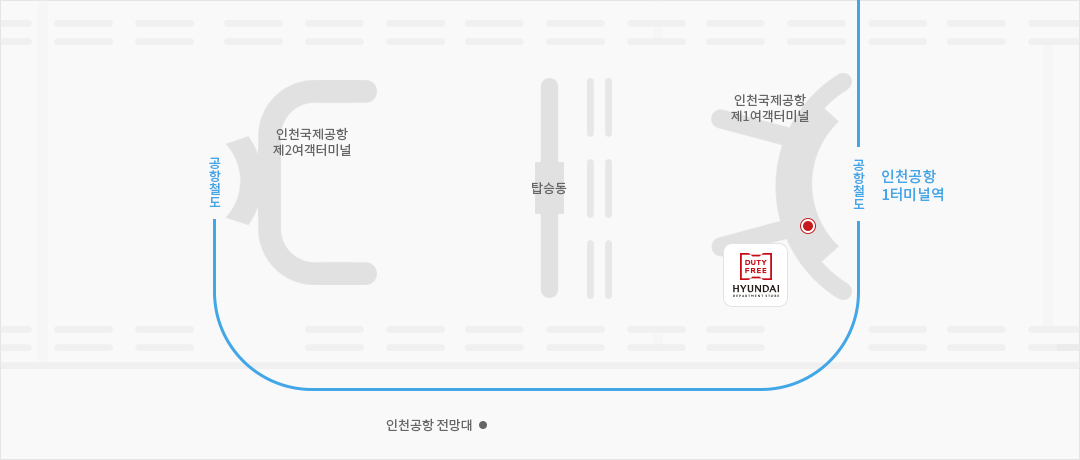 인천국제공항
제2여객터미널
공항철도
탑승동
인천국제공항
제1여객터미널
공항철도
인천공항
1터미널역
DUTY
FREE
HYUNDAI
DEPARTMENT STORE
인천공항 전망대